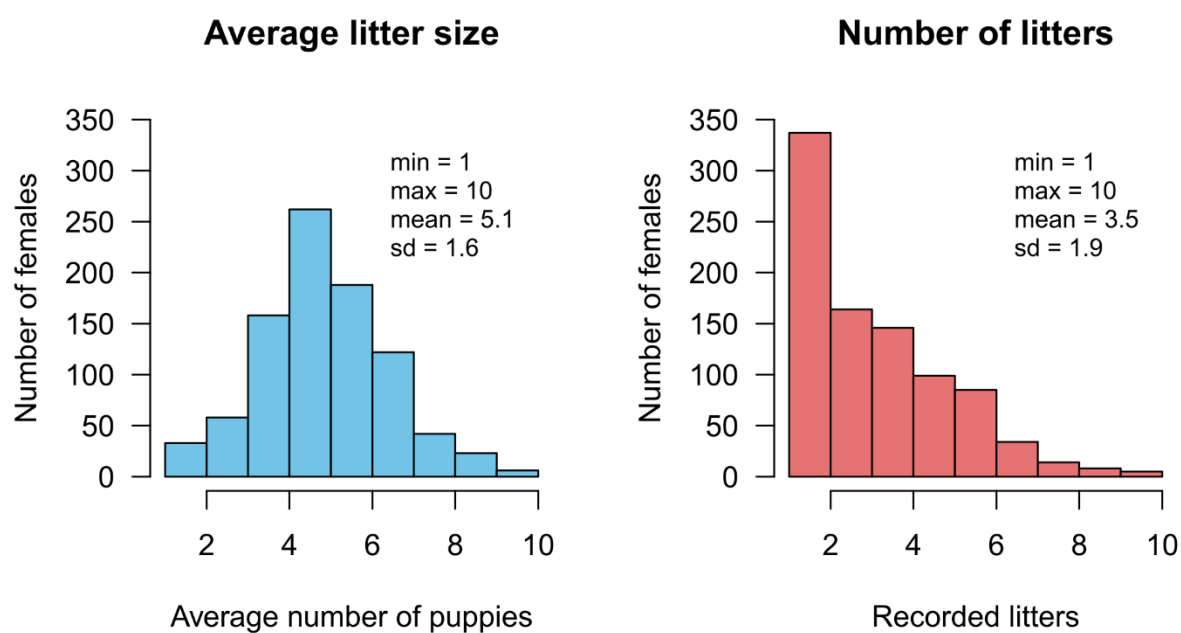 Average litter size
350
300
250
200
150
100
50
0
Number of females
min = 1
max = 10
mean = 5.1
sd = 1.6
2 4 6 8 10
Average number of puppies
Number of litters
350
300
250
200
150
100
50
0
Number of females
min = 1
max = 10
mean = 3.5
sd = 1.9
2 4 6 8 10
Recorded litters